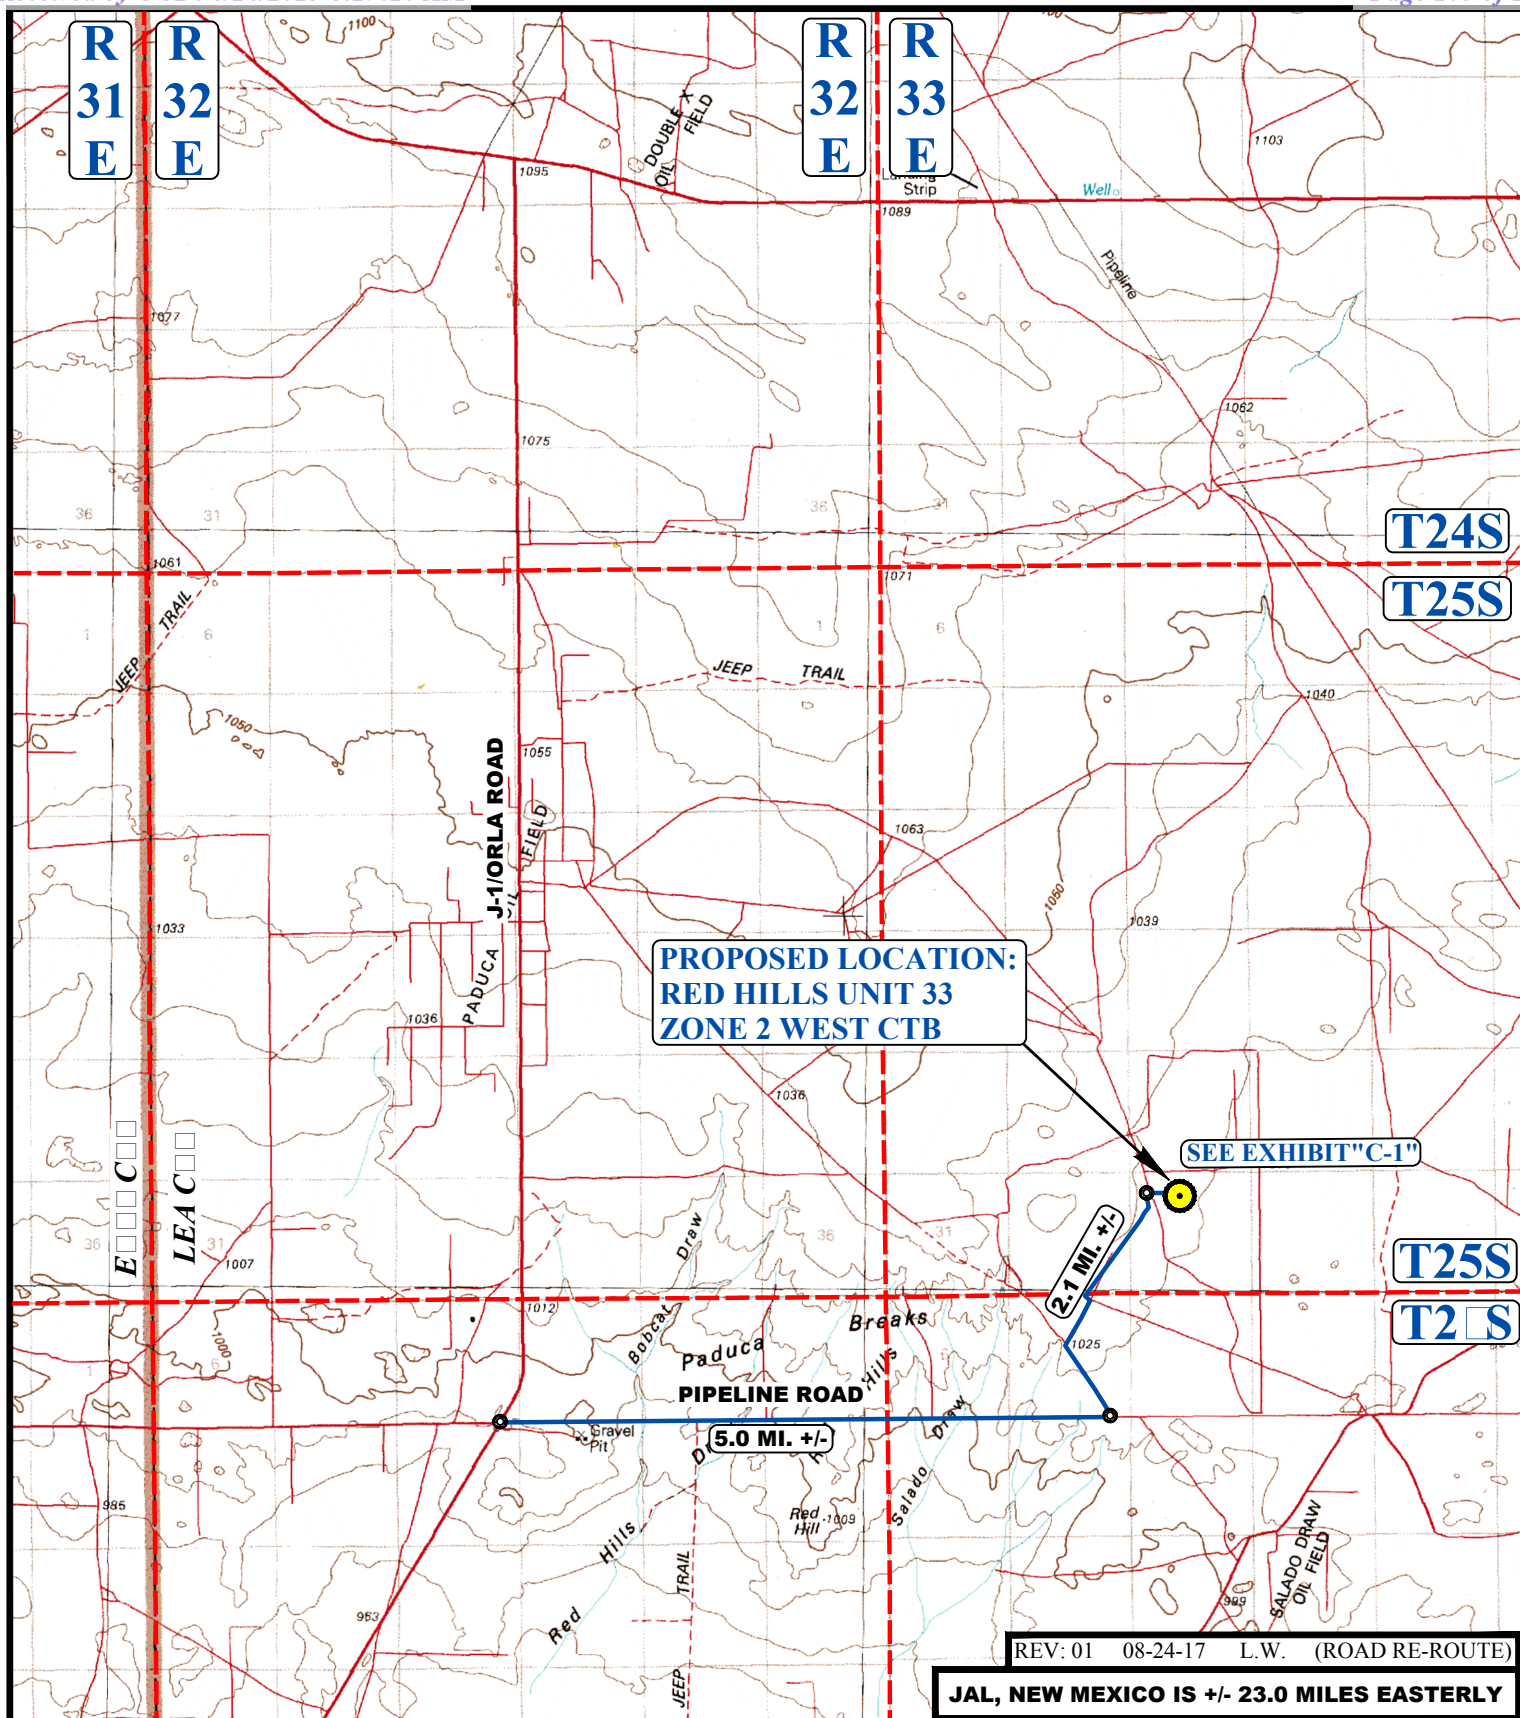 R
31
E
R
32
E
R
32
E
R
33
E
1100
DOUBLE X
OIL FIELD
1095
1103
Strip
Well
1089
Pipeline
1077
1062
1075
36
31
36
31
T24S
1061
1071
T25S
JEEP TRAIL
1
6
1
6
JEEP TRAIL
1040
1050
1055
J-1/ORLA ROAD
FIELD
1063
1050
1039
1033
PADUCA
PROPOSED LOCATION:
RED HILLS UNIT 33
ZONE 2 WEST CTB
1036
1036
SEE EXHIBIT"C-1"
E□□□□ C□□
LEA C□□
36
31
1007
Draw
Bobcat
36
31
2.1 MI. +/-
T25S
T2□S
1012
Breaks
Paduca
1000
6
1
1025
PIPELINE ROAD
Hills
5.0 MI. +/-
Gravel
Pit
Draw
Salado
985
Red
Hill
1009
Hills
Red
TRAIL
JEEP
963
SALADO DRAW
OIL FIELD
999
REV: 01 08-24-17 L.W. (ROAD RE-ROUTE)
JAL, NEW MEXICO IS +/- 23.0 MILES EASTERLY